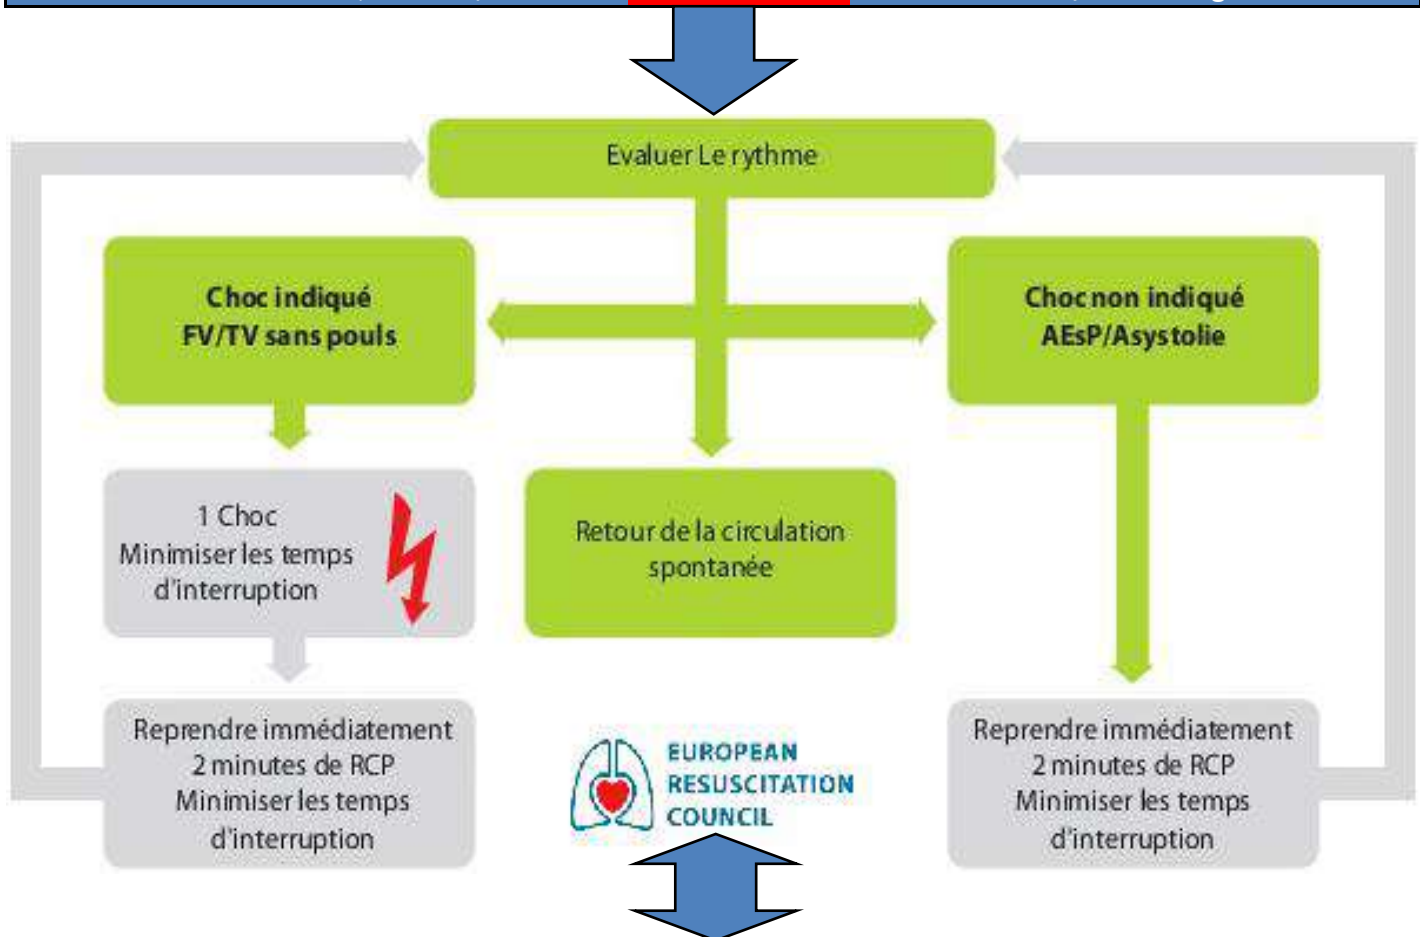 Evaluer Le rythme
Choc indiqué
FV/TV sans pouls
Choc non indiqué
AEsP/Asystolie
1 Choc
Minimiser les temps
d'interruption
Retour de la circulation
spontanée
Reprendre immédiatement
2 minutes de RCP
Minimiser les temps
d'interruption
EUROPEAN
RESUSCITATION
COUNCIL
Reprendre immédiatement
2 minutes de RCP
Minimiser les temps
d'interruption